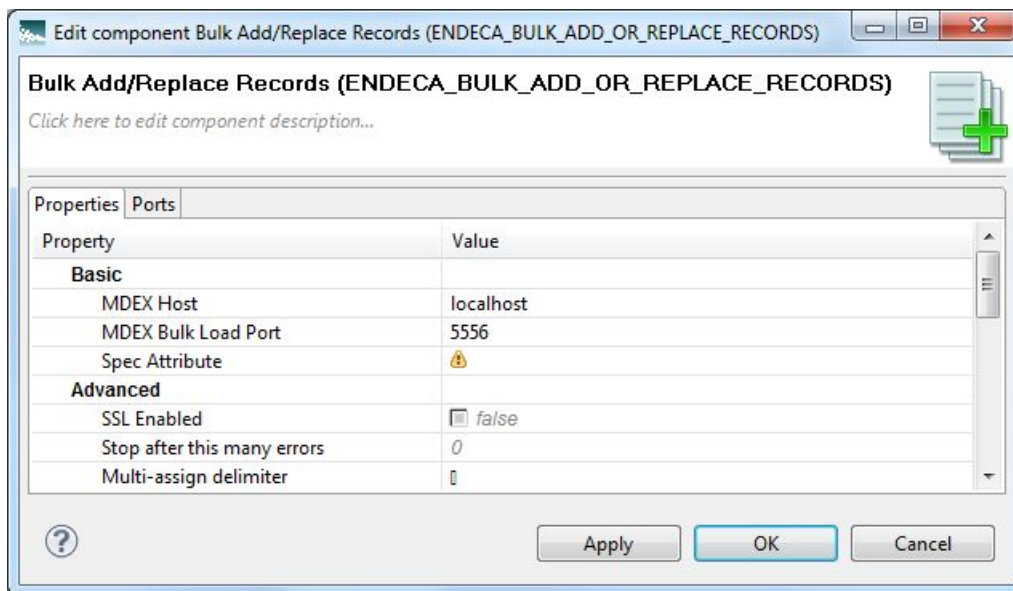 Edit component Bulk Add/Replace Records (ENDECA_BULK_ADD_OR_REPLACE_RECORDS)
Bulk Add/Replace Records (ENDECA_BULK_ADD_OR_REPLACE_RECORDS)
Click here to edit component description...
Properties Ports
Property Value
Basic
MDEX Host localhost
MDEX Bulk Load Port 5556
Spec Attribute
Advanced
SSL Enabled false
Stop after this many errors 0
Multi-assign delimiter
Apply OK Cancel